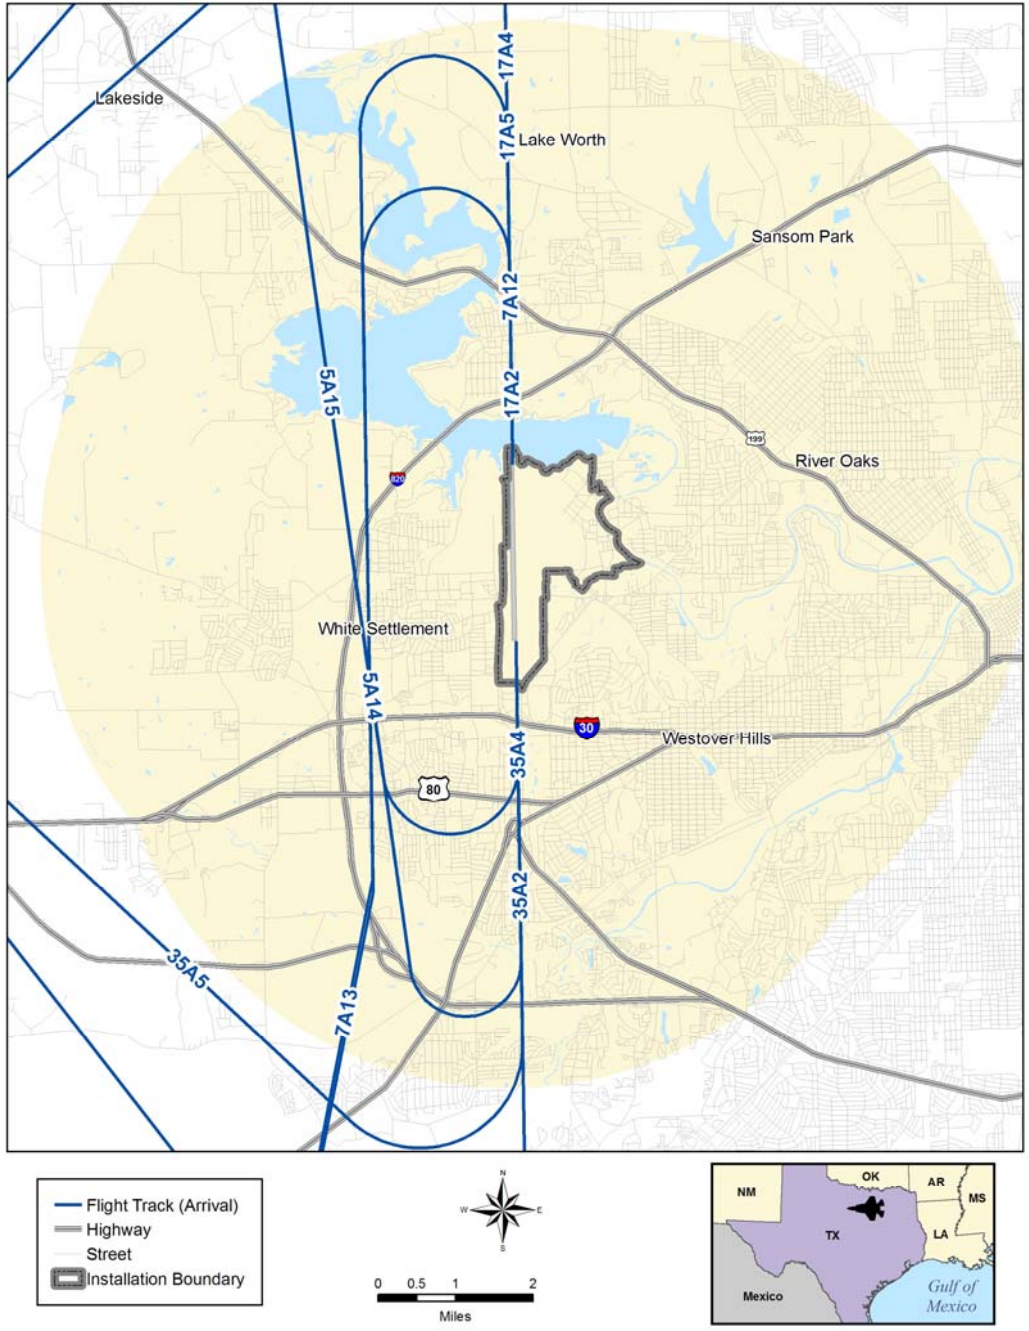 17A4
Lakeside
17A5
Lake Worth
Sansom Park
7A12
17A2
5A15
199
River Oaks
820
White Settlement
5A14
30
Westover Hills
35A4
80
35A2
35A5
7A13
Flight Track (Arrival)
Highway
Street
Installation Boundary
N
W
E
S
0 0.5 1 2
Miles
NM
OK
AR
MS
TX
LA
Mexico
Gulf of
Mexico